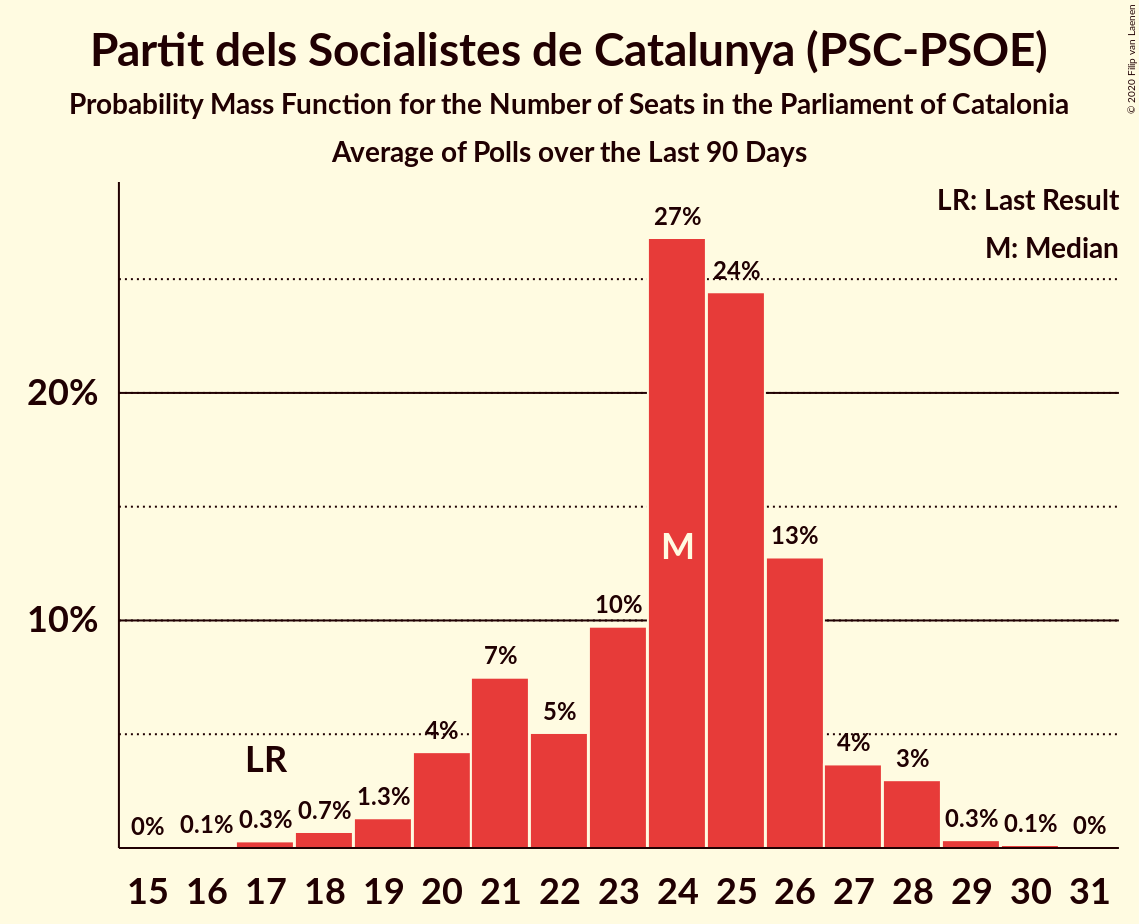 Partit dels Socialistes de Catalunya (PSC-PSOE)
Probability Mass Function for the Number of Seats in the Parliament of Catalonia
Average of Polls over the Last 90 Days
© 2020 Filip van Laenen
LR: Last Result
M: Median
20%
10%
0%
0.1%
0.3%
0.7%
1.3%
4%
7%
5%
10%
27%
24%
13%
4%
3%
0.3%
0.1%
0%
LR
M
15 16 17 18 19 20 21 22 23 24 25 26 27 28 29 30 31